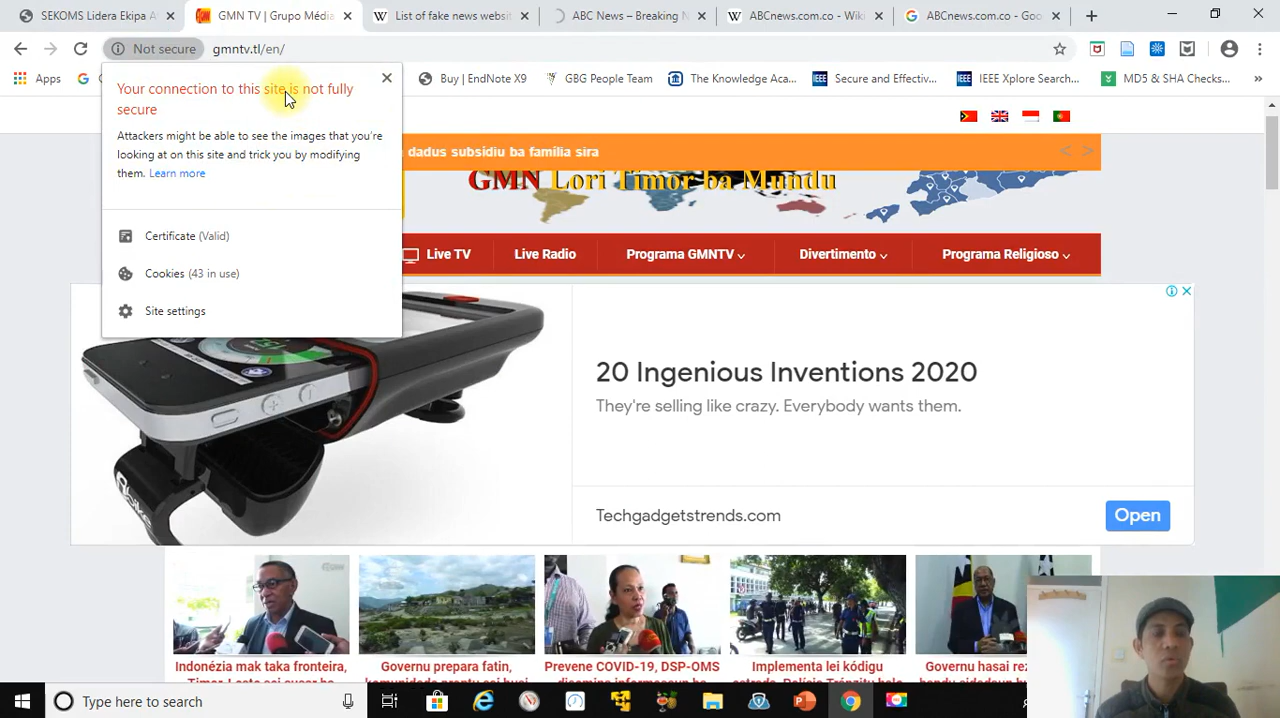 SEKOMS Lidera Ekipa A
GMN TV | Grupo Média
List of fake news websit
ABC News – Breaking N
ABCnews.com.co - Wiki
ABCnews.com.co - Goo
Not secure
gmntv.tl/en/
Apps
Buy | EndNote X9
GBG People Team
The Knowledge Aca...
Secure and Effectiv...
IEEE Xplore Search...
MD5 & SHA Checks...
Your connection to this site is not fully
secure
Attackers might be able to see the images that you're
looking at on this site and trick you by modifying
them. Learn more
Certificate (Valid)
Cookies (43 in use)
Site settings
dadus subsidiu ba família sira
GMN Lori Timor ba Mundu
Live TV
Live Radio
Programa GMNTV
Divertimento
Programa Religioso
20 Ingenious Inventions 2020
They're selling like crazy. Everybody wants them.
Techgadgetstrends.com
Open
Indonézia mak taka fronteira,
Governu prepara fatin,
Prevene COVID-19, DSP-OMS
Implementa lei kódigu
Governu hasai rez
Type here to search